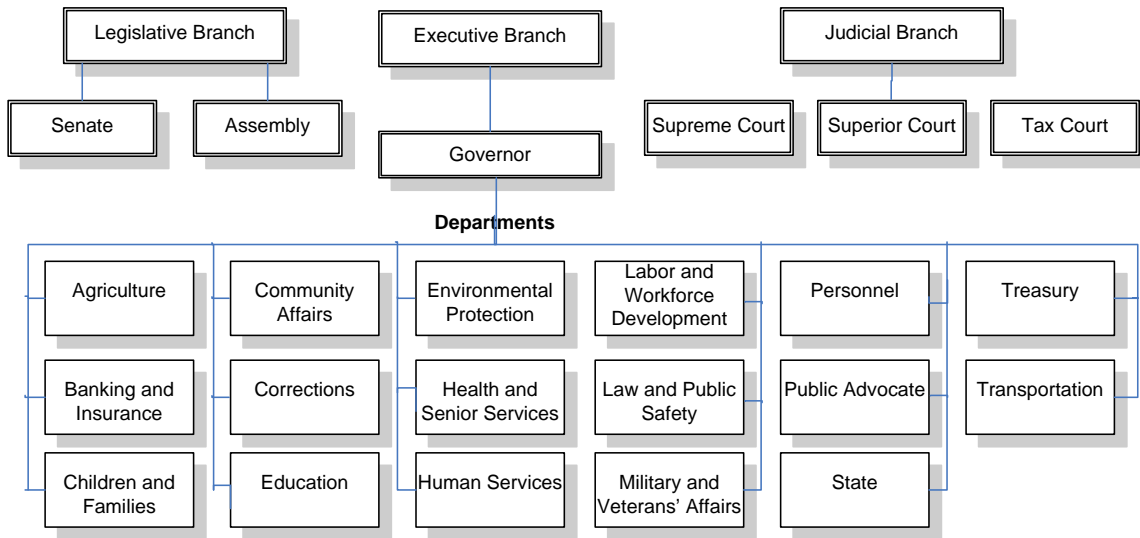 Legislative Branch
Executive Branch
Judicial Branch
Senate
Assembly
Governor
Supreme Court
Superior Court
Tax Court
Departments
Agriculture
Community
Affairs
Environmental
Protection
Labor and
Workforce
Development
Personnel
Treasury
Banking and
Insurance
Corrections
Health and
Senior Services
Law and Public
Safety
Public Advocate
Transportation
Children and
Families
Education
Human Services
Military and
Veterans’ Affairs
State